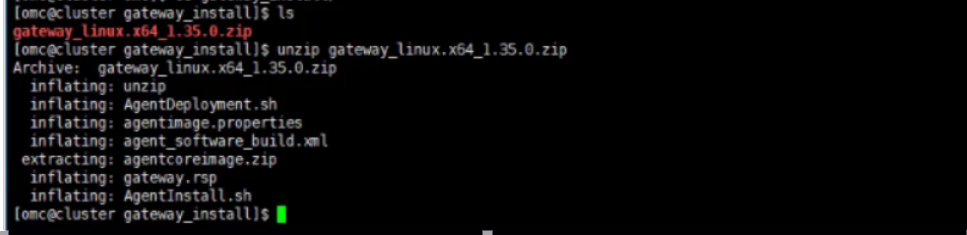 [omc@cluster gateway_install]$ ls
gateway_linux.x64_1.35.0.zip
[omc@cluster gateway_install]$ unzip gateway_linux.x64_1.35.0.zip
Archive:  gateway_linux.x64_1.35.0.zip
  inflating: unzip
  inflating: AgentDeployment.sh
  inflating: agentimage.properties
  inflating: agent_software_build.xml
 extracting: agentcoreimage.zip
  inflating: gateway.rsp
  inflating: AgentInstall.sh
[omc@cluster gateway_install]$